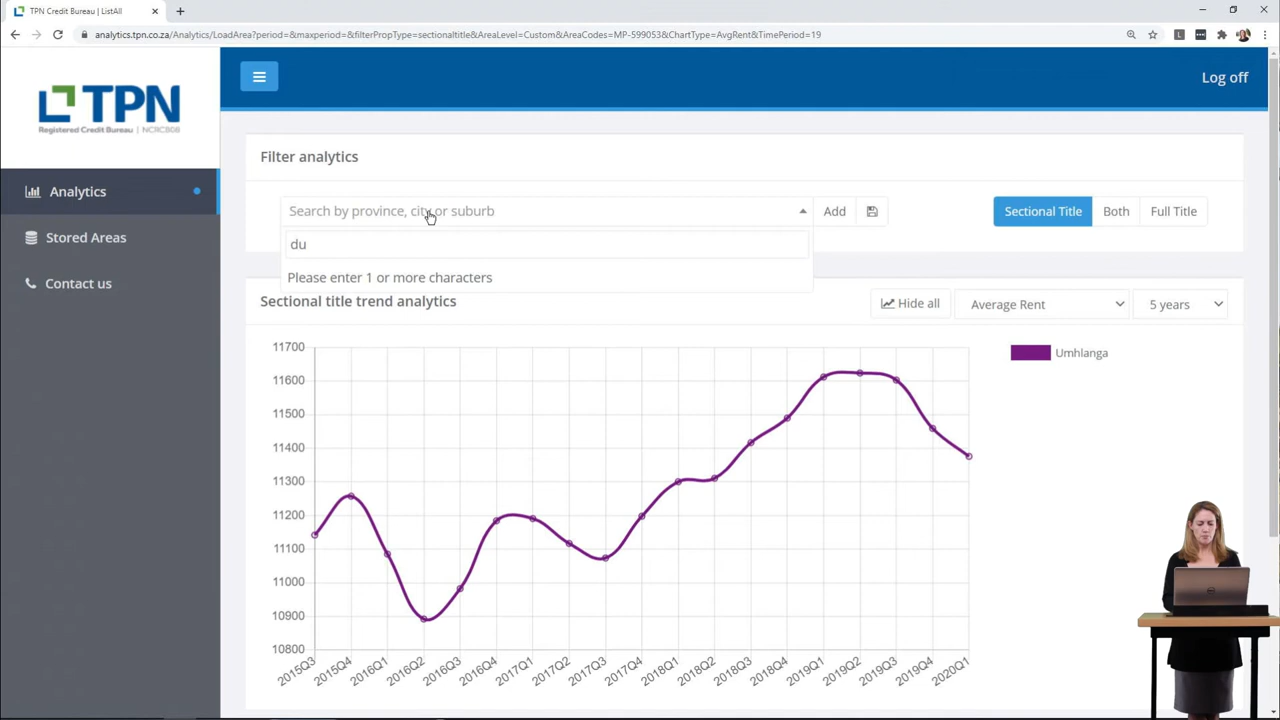 TPN Credit Bureau | ListAll
analytics.tpn.co.za/Analytics/LoadArea?period=&maxperiod=&filterPropType=sectionaltitle&AreaLevel=Custom&AreaCodes=MP-599053&ChartType=AvgRent&TimePeriod=19
TPN
Registered Credit Bureau | NCRCB08
Log off
Filter analytics
Analytics
Search by province, city or suburb
Add
Sectional Title
Both
Full Title
Stored Areas
du
Contact us
Please enter 1 or more characters
Sectional title trend analytics
Hide all
Average Rent
5 years
Umhlanga
11700
11600
11500
11400
11300
11200
11100
11000
10900
10800
2015Q3
2015Q4
2016Q1
2016Q2
2016Q3
2016Q4
2017Q1
2017Q2
2017Q3
2017Q4
2018Q1
2018Q2
2018Q3
2018Q4
2019Q1
2019Q2
2019Q3
2019Q4
2020Q1